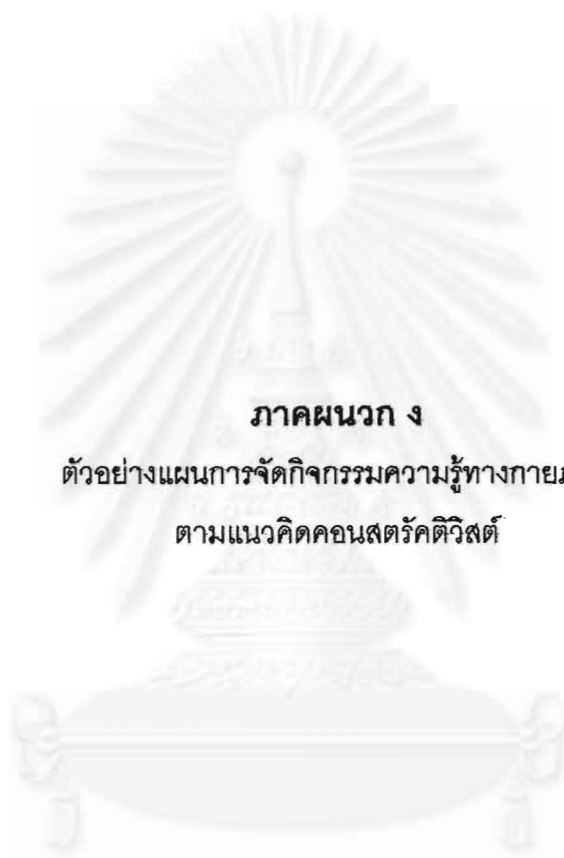 ภาคผนวก ง
ตัวอย่างแผนการจัดกิจกรรมความรู้ทางกาย
ตามแนวคิดคอนสตรัคติวิสต์